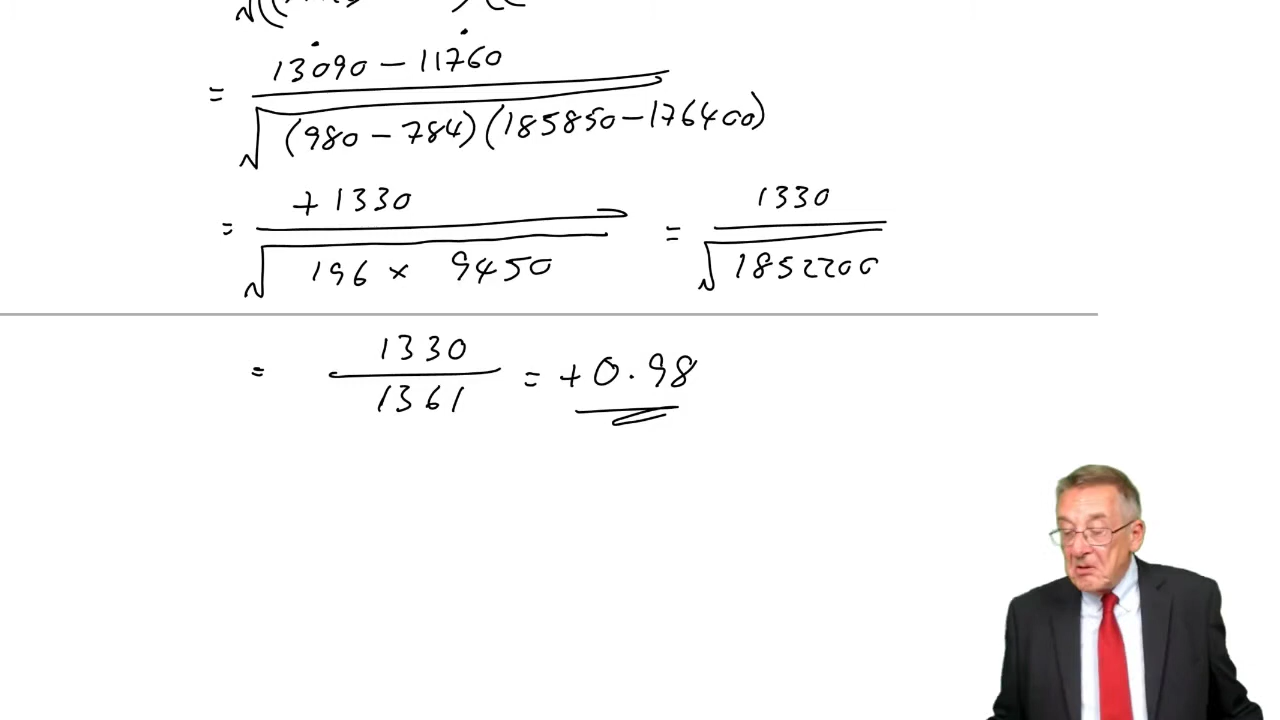 = 13090 - 11760
√(980 - 784)(185850 - 176400)
= + 1330 = 1330
√196 × 9450 √1852200
= 1330 = + 0.98
1361